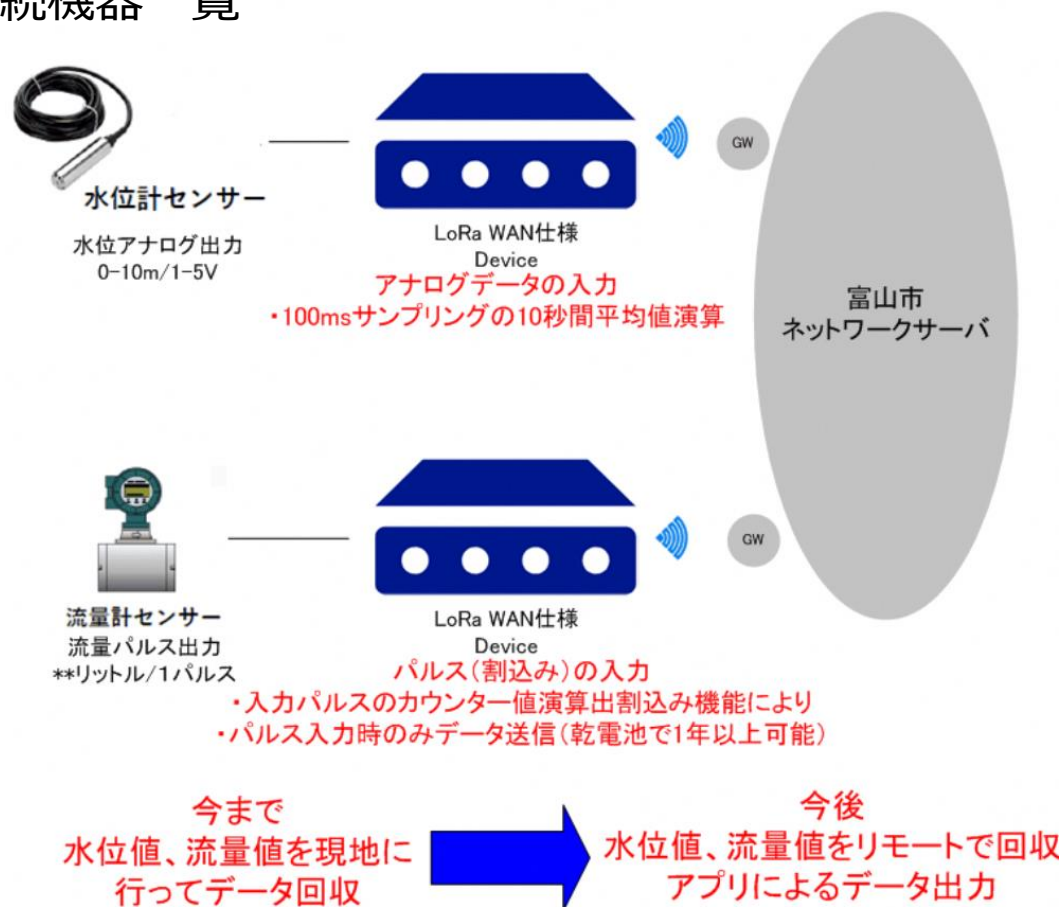 続機器一覧
水位計センサー
水位アナログ出力
0-10m/1-5V
LoRa WAN仕様
Device
アナログデータの入力
・100msサンプリングの10秒間平均値演算
GW
富山市
ネットワークサーバ
流量計センサー
流量パルス出力
**リットル/1パルス
LoRa WAN仕様
Device
パルス（割込み）の入力
・入力パルスのカウンター値演算出割込み機能により
・パルス入力時のみデータ送信（乾電池で1年以上可能）
GW
今まで
水位値、流量値を現地に
行ってデータ回収
今後
水位値、流量値をリモートで回収
アプリによるデータ出力